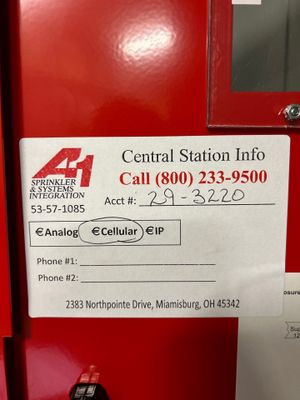 A1
SPRINKLER
& SYSTEMS
INTEGRATION
53-57-1085
Central Station Info
Call (800) 233-9500
Acct #: 29-3220
€Analog €Cellular €IP
Phone #1:
Phone #2:
2383 Northpointe Drive, Miamisburg, OH 45342